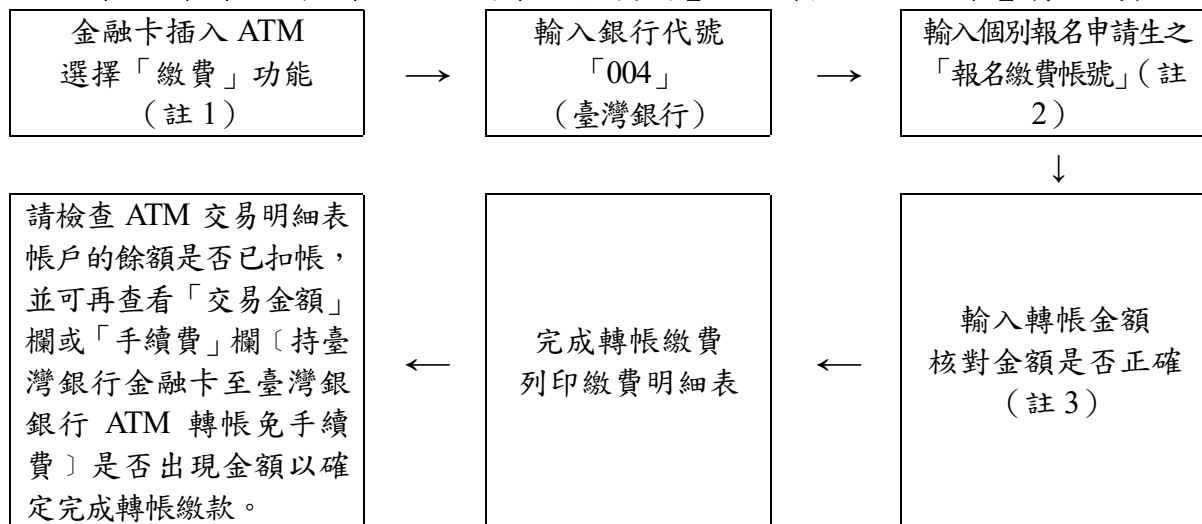 金融卡插入 ATM
選擇「繳費」功能
（註 1）
→
輸入銀行代號
「004」
（臺灣銀行）
→
輸入個別報名申請生之
「報名繳費帳號」（註
2）
↓
輸入轉帳金額
核對金額是否正確
（註 3）
←
完成轉帳繳費
列印繳費明細表
←
請檢查 ATM 交易明細表
帳戶的餘額是否已扣帳，
並可再查看「交易金額」
欄或「手續費」欄〔持臺
灣銀行金融卡至臺灣銀
銀行 ATM 轉帳免手續
費〕是否出現金額以確
定完成轉帳繳款。